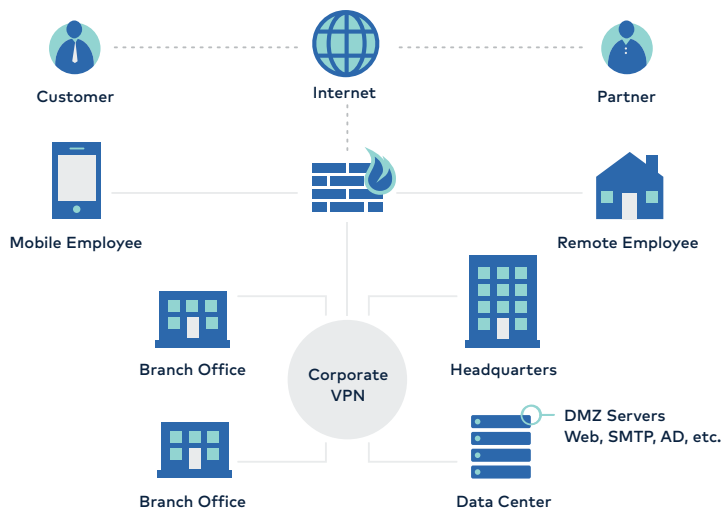 Customer
Internet
Partner
Mobile Employee
Remote Employee
Branch Office
Corporate
VPN
Headquarters
DMZ Servers
Web, SMTP, AD, etc.
Branch Office
Data Center